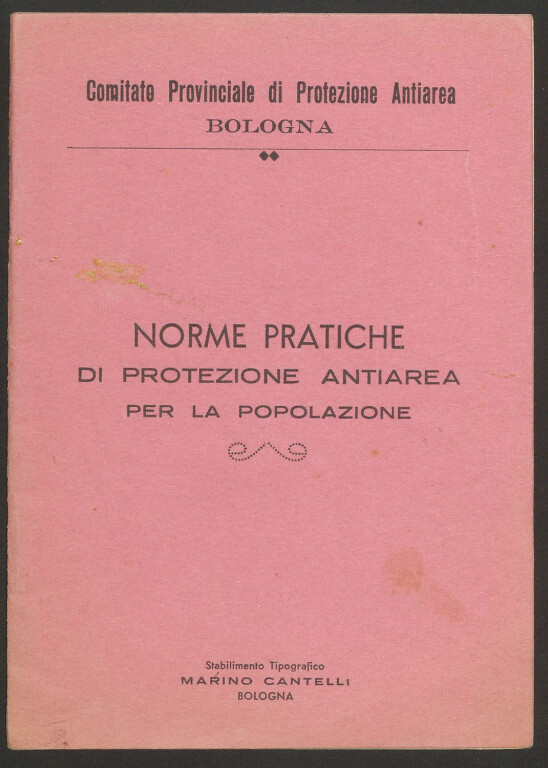 Comitato Provinciale di Protezione Antiarea
BOLOGNA
NORME PRATICHE
DI PROTEZIONE ANTIAREA
PER LA POPOLAZIONE
Stabilimento Tipografico
MARINO CANTELLI
BOLOGNA